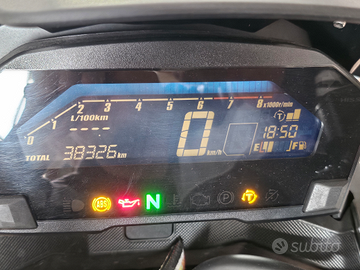 0 1 2 3 4 5 6 7 8 x1000r/min
L/100km
----
0 km/h
18:50
TOTAL 38326 km
E F
ABS N P
subito